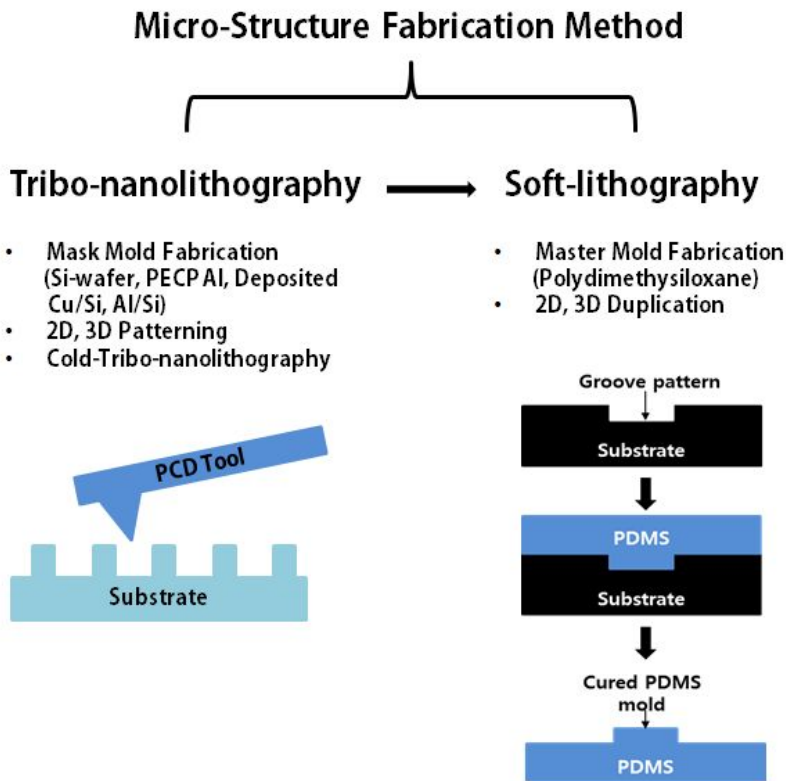 Micro-Structure Fabrication Method
Tribo-nanolithography
• Mask Mold Fabrication
(Si-wafer, PECP Al, Deposited
Cu/Si, Al/Si)
• 2D, 3D Patterning
• Cold-Tribo-nanolithography
PCD Tool
Substrate
Soft-lithography
• Master Mold Fabrication
(Polydimethysiloxane)
• 2D, 3D Duplication
Groove pattern
Substrate
PDMS
Substrate
Cured PDMS
mold
PDMS